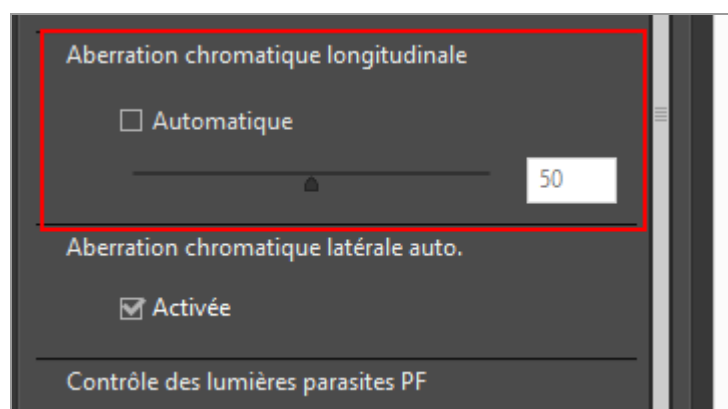 Aberration chromatique longitudinale
Automatique
50
Aberration chromatique latérale auto.
Activée
Contrôle des lumières parasites PF